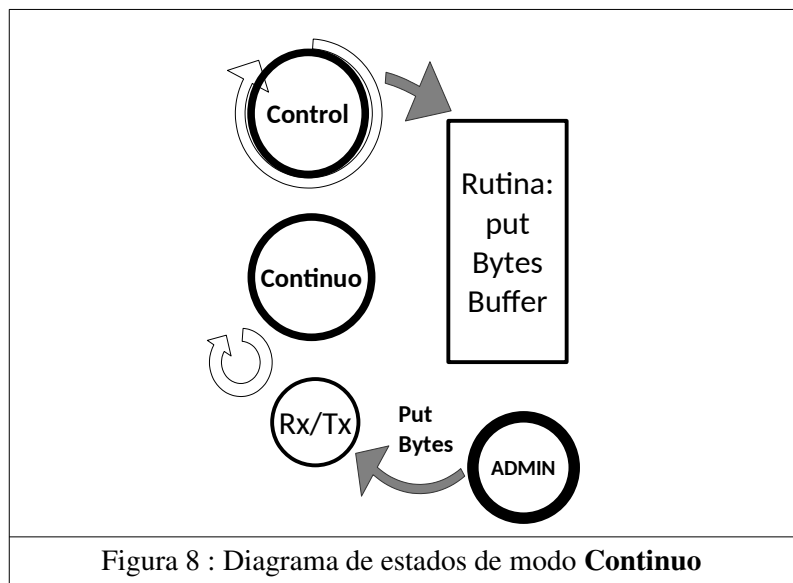 Control
Rutina:
put
Bytes
Buffer
Continuo
Rx/Tx
Put
Bytes
ADMIN
Figura 8 : Diagrama de estados de modo Continuo